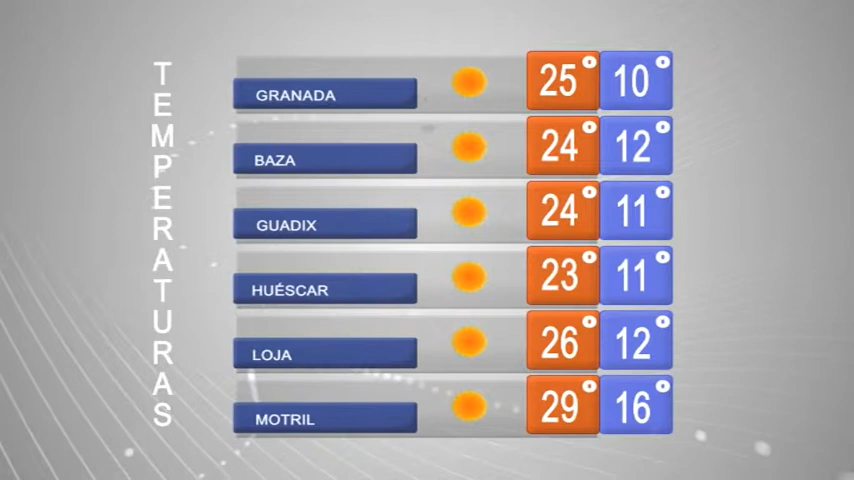 TEMPERATURAS
GRANADA 25° 10°
BAZA 24° 12°
GUADIX 24° 11°
HUÉSCAR 23° 11°
LOJA 26° 12°
MOTRIL 29° 16°